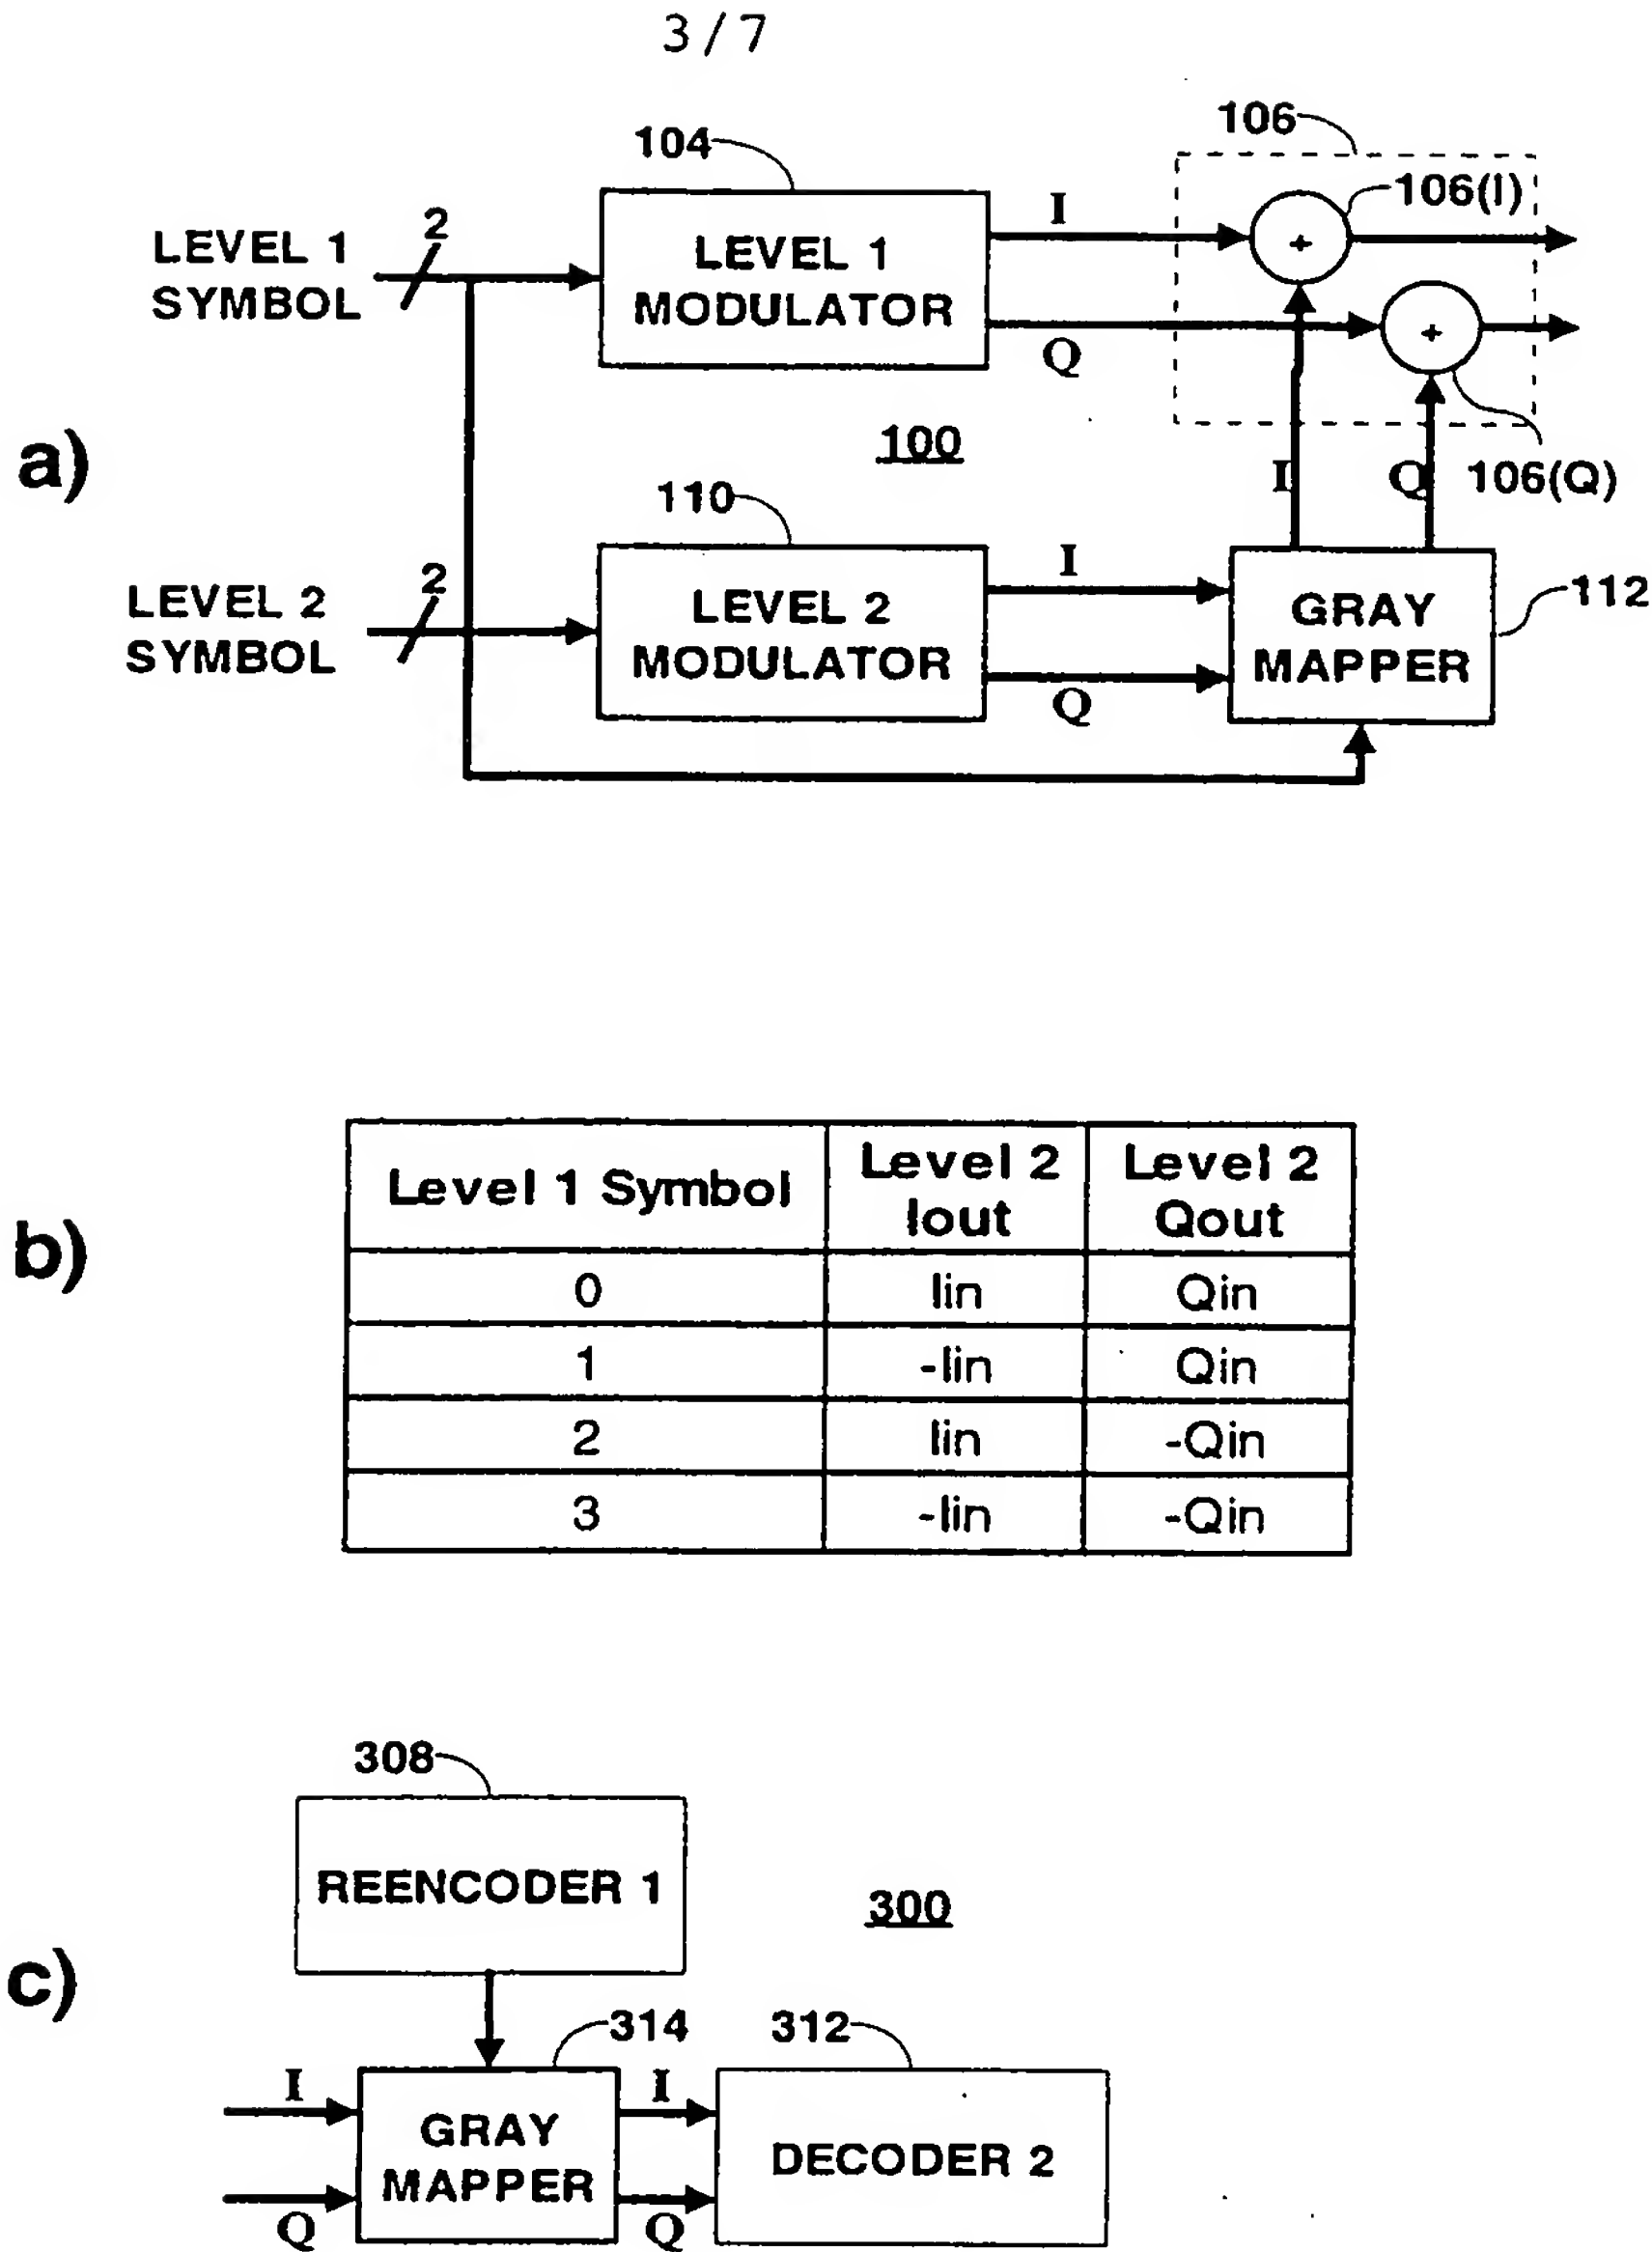 3/7
106
104
106(I)
2
I
LEVEL 1
SYMBOL
LEVEL 1
MODULATOR
+
+
Q
100
a)
I
Q
106(Q)
110
2
I
LEVEL 2
SYMBOL
LEVEL 2
MODULATOR
GRAY
MAPPER
112
Q
b)
Level 1 Symbol
Level 2
Iout
Level 2
Qout
0
Iin
Qin
1
-Iin
Qin
2
Iin
-Qin
3
-Iin
-Qin
308
REENCODER 1
300
c)
314
312
I
I
GRAY
MAPPER
DECODER 2
Q
Q